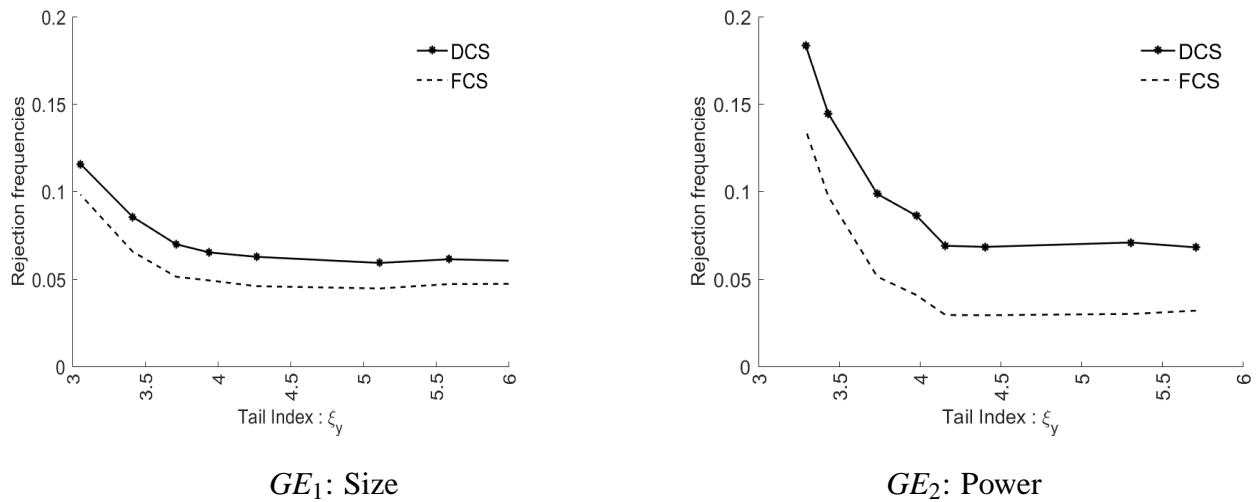 0.2
0.15
0.1
0.05
0
Rejection frequencies
DCS
FCS
3
3.5
4
4.5
5
5.5
6
Tail Index : ξy
GE1: Size
0.2
0.15
0.1
0.05
0
Rejection frequencies
DCS
FCS
3
3.5
4
4.5
5
5.5
6
Tail Index : ξy
GE2: Power